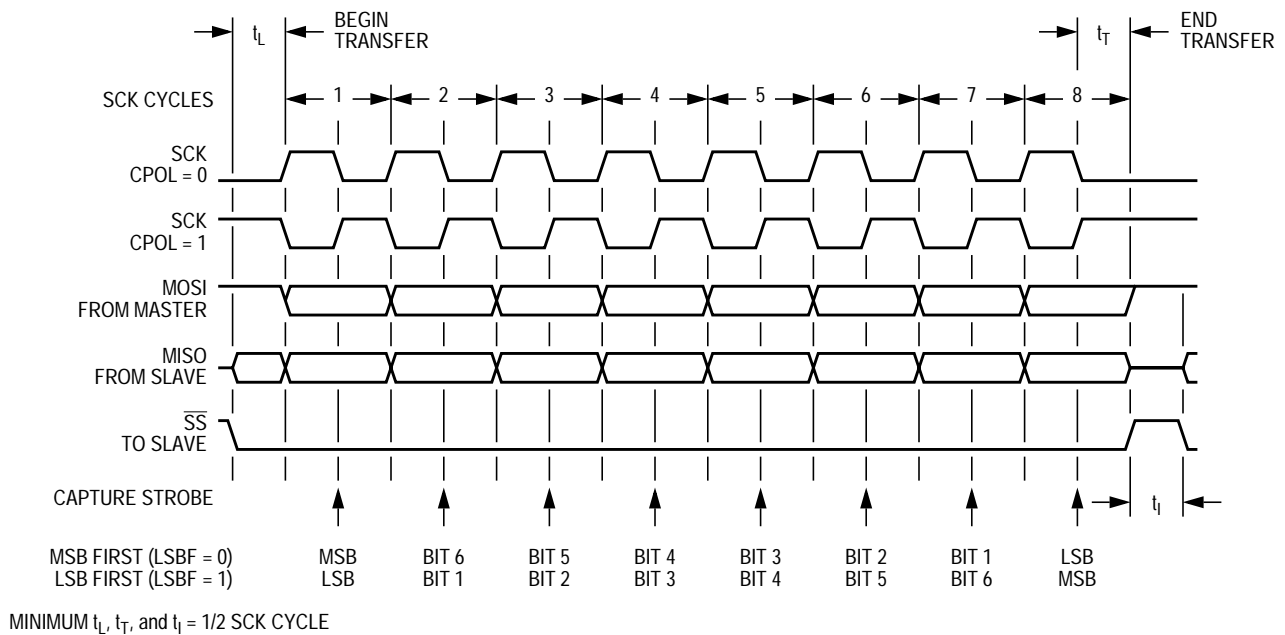 t_L
BEGIN
TRANSFER
t_T
END
TRANSFER
SCK CYCLES
1 2 3 4 5 6 7 8
SCK
CPOL = 0
SCK
CPOL = 1
MOSI
FROM MASTER
MISO
FROM SLAVE
S̅S̅
TO SLAVE
CAPTURE STROBE
t_I
MSB FIRST (LSBF = 0) MSB BIT 6 BIT 5 BIT 4 BIT 3 BIT 2 BIT 1 LSB
LSB FIRST (LSBF = 1) LSB BIT 1 BIT 2 BIT 3 BIT 4 BIT 5 BIT 6 MSB
MINIMUM t_L, t_T, and t_I = 1/2 SCK CYCLE